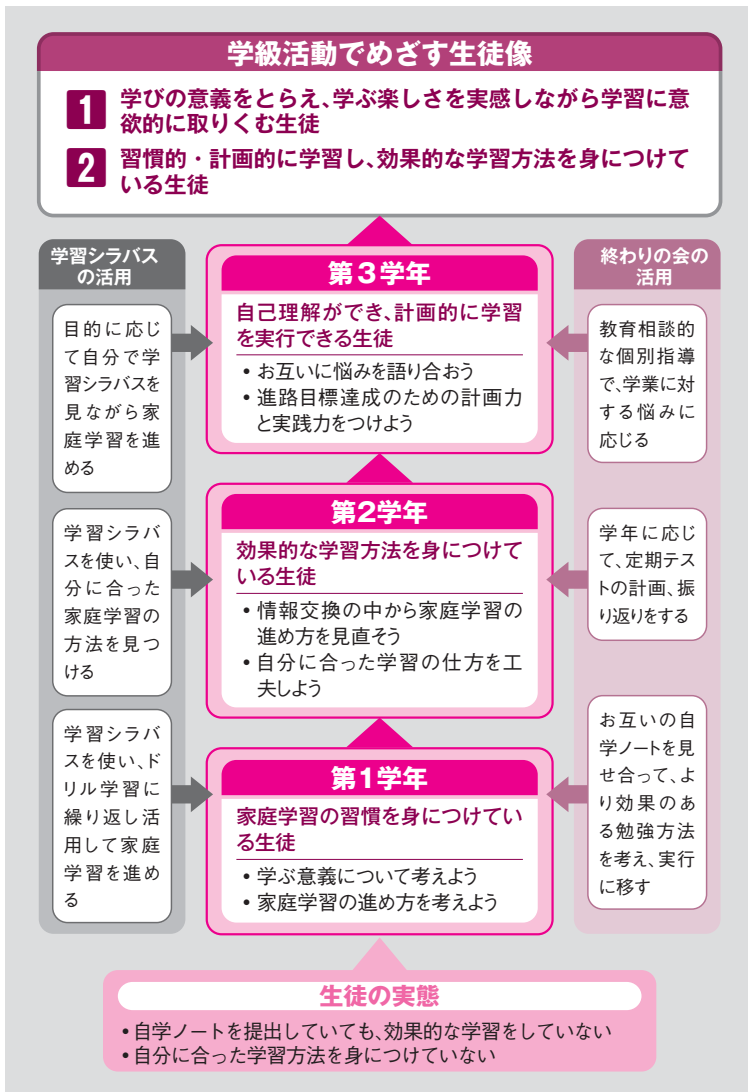 学級活動でめざす生徒像
1 学びの意義をとらえ、学ぶ楽しさを実感しながら学習に意
欲的に取りくむ生徒
2 習慣的・計画的に学習し、効果的な学習方法を身につけて
いる生徒
学習シラバス
の活用
目的に応じ
て自分で学
習シラバスを
見ながら家
庭学習を進
める
学習シラバ
スを使い、自
分に合った
家庭学習の
方法を見つ
ける
学習シラバ
スを使い、ド
リル学習に
繰り返し活
用して家庭
学習を進め
る
第3学年
自己理解ができ、計画的に学習
を実行できる生徒
•お互いに悩みを語り合おう
•進路目標達成のための計画力
と実践力をつけよう
第2学年
効果的な学習方法を身につけて
いる生徒
•情報交換の中から家庭学習の
進め方を見直そう
•自分に合った学習の仕方を工
夫しよう
第1学年
家庭学習の習慣を身につけてい
る生徒
•学ぶ意義について考えよう
•家庭学習の進め方を考えよう
終わりの会の
活用
教育相談的
な個別指導
で、学業に対
する悩みに
応じる
学年に応じ
て、定期テス
トの計画、振
り返りをする
お互いの自
学ノートを見
せ合って、よ
り効果のあ
る勉強方法
を考え、実行
に移す
生徒の実態
•自学ノートを提出していても、効果的な学習をしていない
•自分に合った学習方法を身につけていない